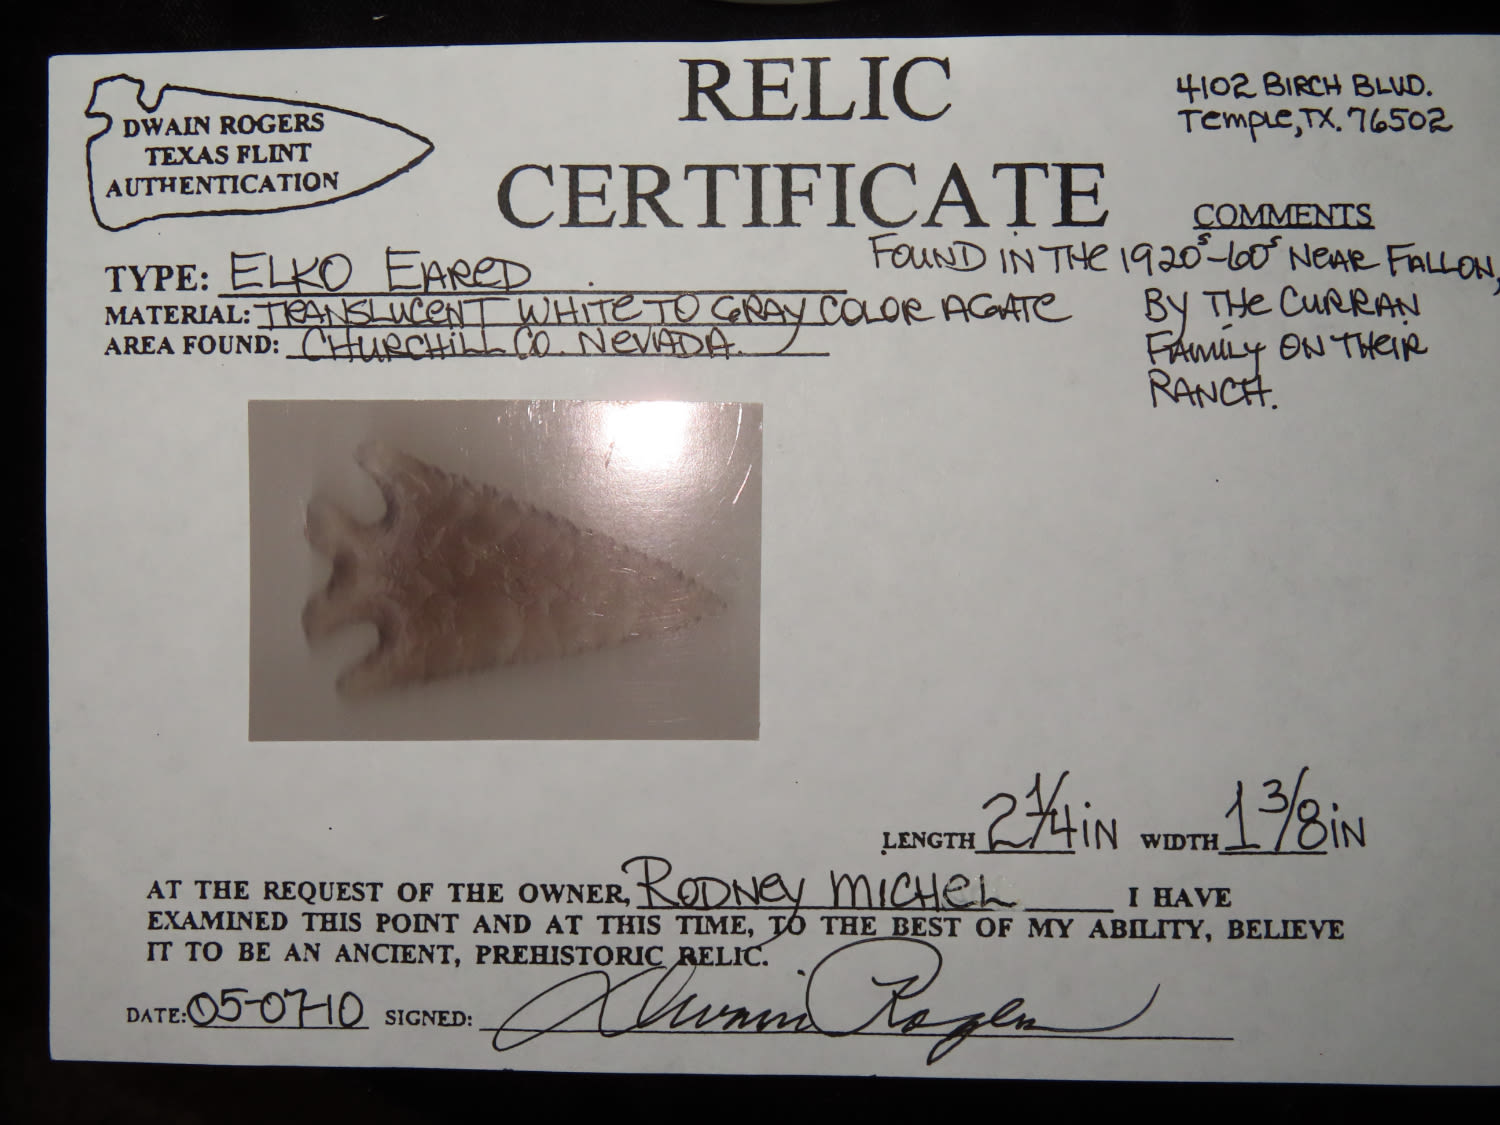 DWAIN ROGERS
TEXAS FLINT
AUTHENTICATION
RELIC
CERTIFICATE
4102 BIRCH BLVD.
Temple, TX. 76502
COMMENTS
FOUND IN THE 1920s-60s NEAR FALLON,
BY THE CURRAN
FAMILY ON THEIR
RANCH.
TYPE: ELKO EARED
MATERIAL: TRANSLUCENT WHITE TO GRAY COLOR AGATE
AREA FOUND: CHURCHILL CO. NEVADA.
LENGTH 2 1/4 IN WIDTH 1 3/8 IN
AT THE REQUEST OF THE OWNER, RODNEY MICHEL I HAVE
EXAMINED THIS POINT AND AT THIS TIME, TO THE BEST OF MY ABILITY, BELIEVE
IT TO BE AN ANCIENT, PREHISTORIC RELIC.
DATE: 05-07-10 SIGNED: Dwain Rogers